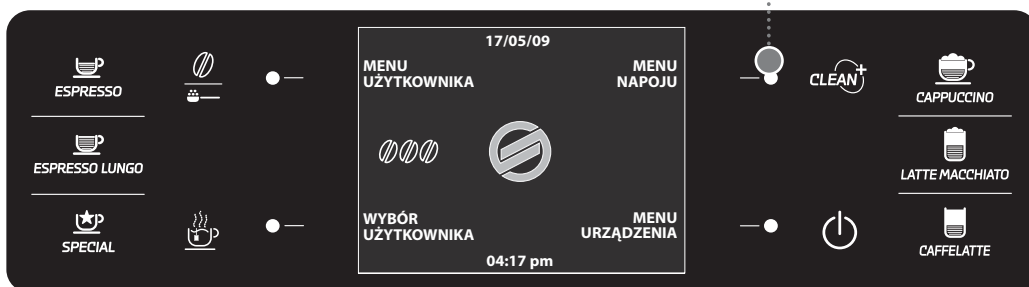 17/05/09
MENU
UŻYTKOWNIKA
MENU
NAPOJU
WYBÓR
UŻYTKOWNIKA
MENU
URZĄDZENIA
04:17 pm
ESPRESSO
ESPRESSO LUNGO
SPECIAL
CLEAN+
CAPPUCCINO
LATTE MACCHIATO
CAFFELATTE